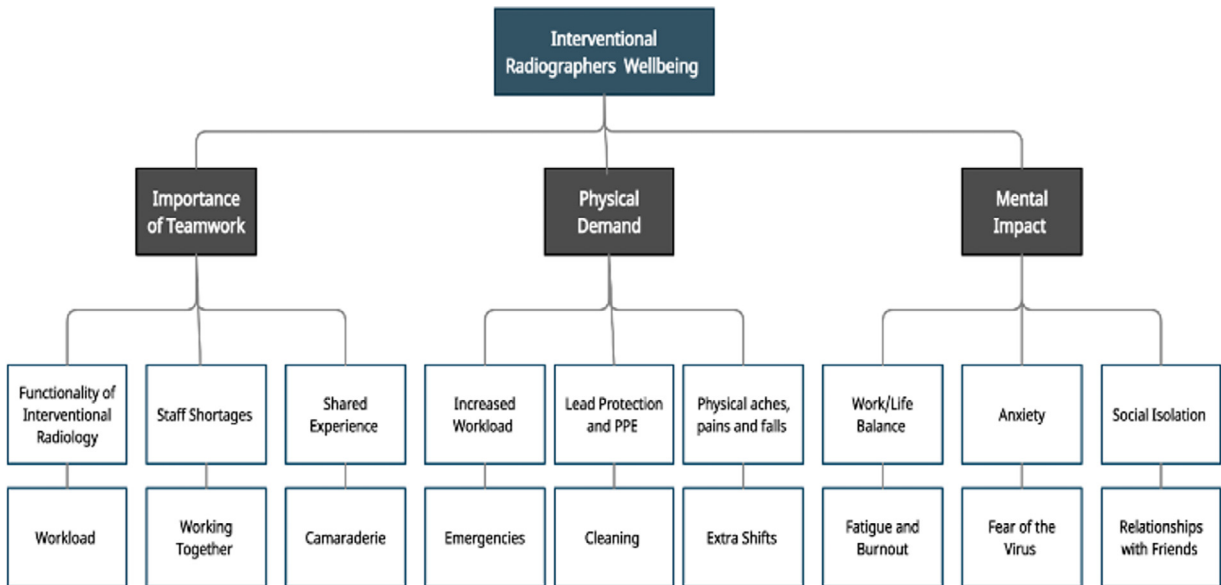 Interventional
Radiographers Wellbeing
Importance
of Teamwork
Physical
Demand
Mental
Impact
Functionality of
Interventional
Radiology
Staff Shortages
Shared
Experience
Increased
Workload
Lead Protection
and PPE
Physical aches,
pains and falls
Work/Life
Balance
Anxiety
Social Isolation
Workload
Working
Together
Camaraderie
Emergencies
Cleaning
Extra Shifts
Fatigue and
Burnout
Fear of the
Virus
Relationships
with Friends